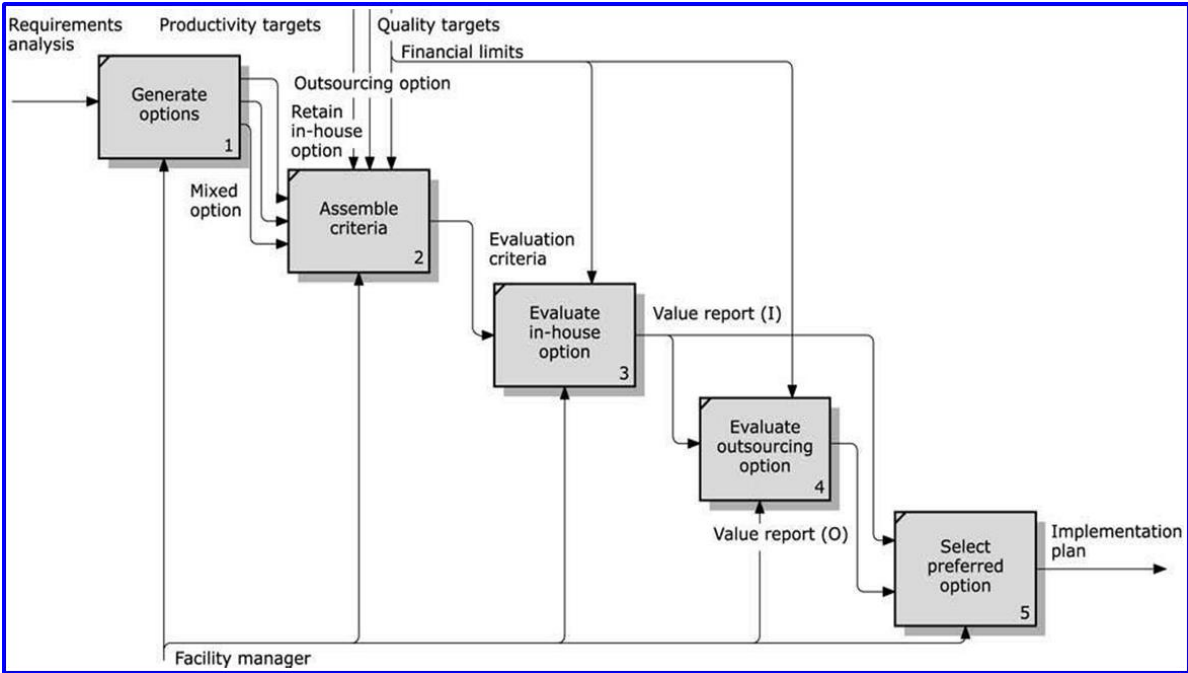 Requirements
analysis
Productivity targets
Quality targets
Financial limits
Generate
options
1
Outsourcing option
Retain
in-house
option
Mixed
option
Assemble
criteria
2
Evaluation
criteria
Evaluate
in-house
option
3
Value report (I)
Evaluate
outsourcing
option
4
Value report (O)
Select
preferred
option
5
Implementation
plan
Facility manager